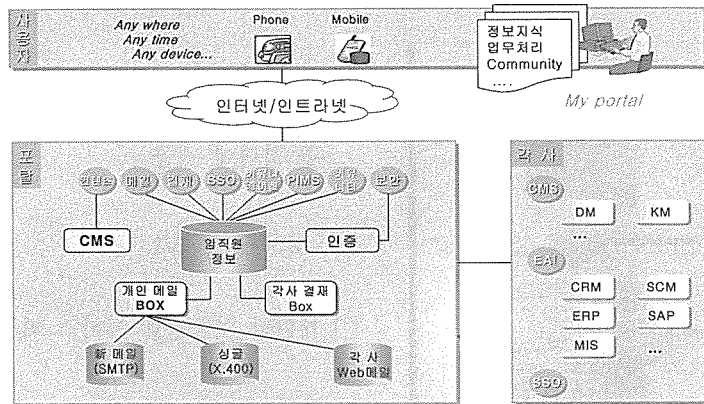 사용자
Any where
Any time
Any device...
Phone
Mobile
정보지식
업무처리
Community
....
My portal
인터넷/인트라넷
포탈
메일
결재
SSO
PIMS
보안
CMS
임직원
정보
인증
개인 메일
BOX
각사 결재
Box
新 메일
(SMTP)
싱글
(X.400)
각 사
Web메일
각 사
CMS
DM
KM
...
EAI
CRM
SCM
ERP
SAP
MIS
...
SSO